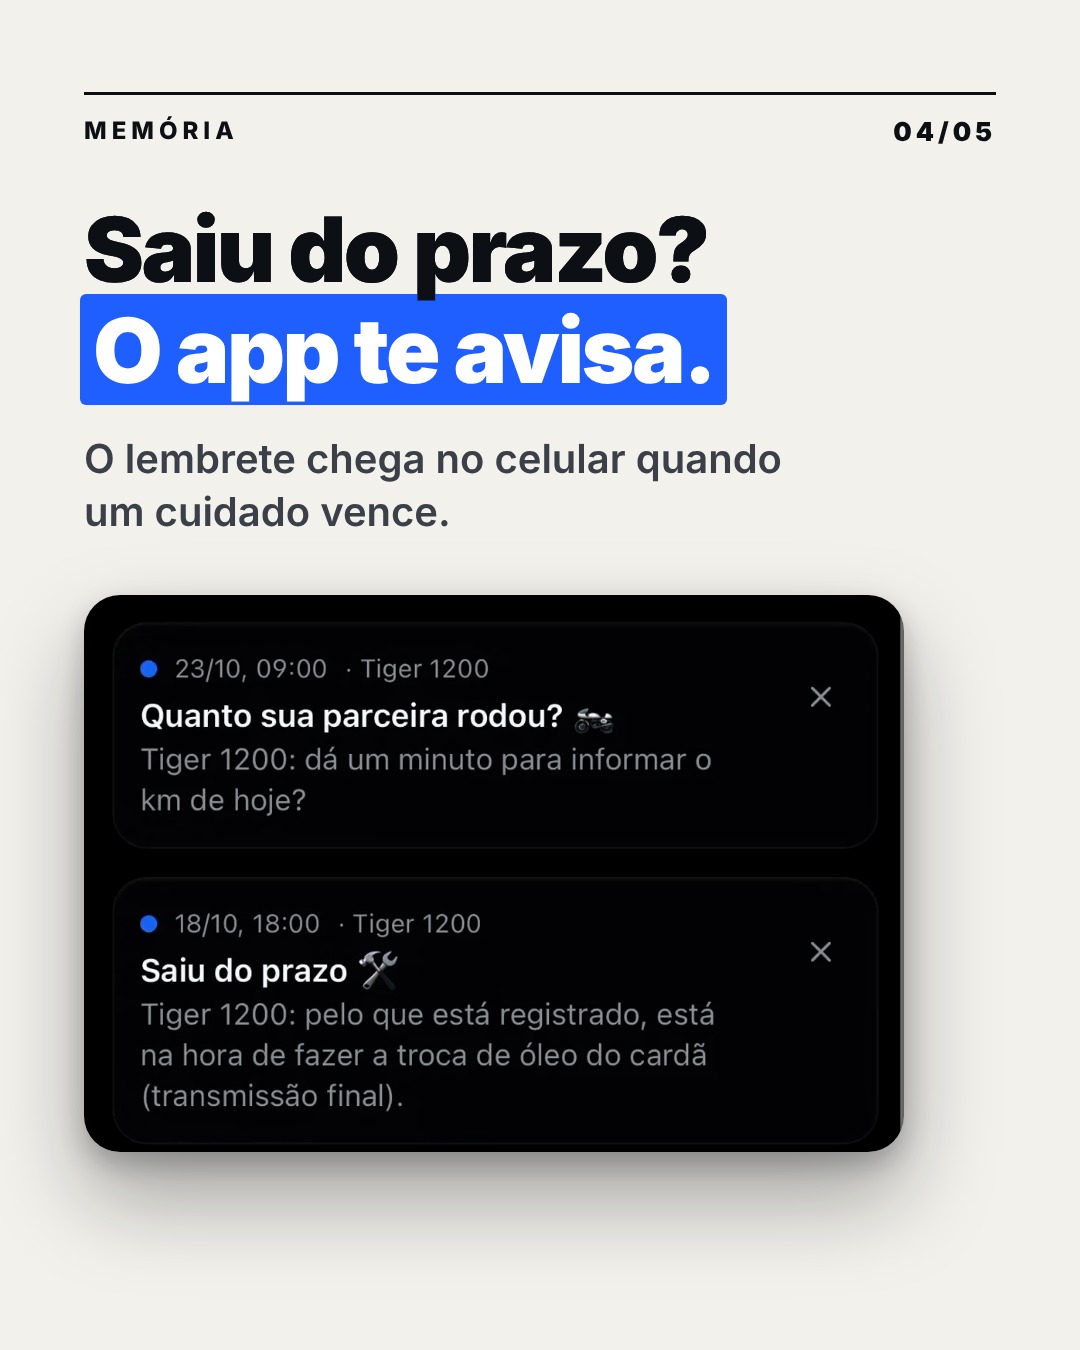 MEMÓRIA
04/05
Saiu do prazo?
O app te avisa.
O lembrete chega no celular quando
um cuidado vence.
23/10, 09:00 · Tiger 1200
Quanto sua parceira rodou? 🏍️
Tiger 1200: dá um minuto para informar o
km de hoje?
18/10, 18:00 · Tiger 1200
Saiu do prazo 🛠️
Tiger 1200: pelo que está registrado, está
na hora de fazer a troca de óleo do cardã
(transmissão final).